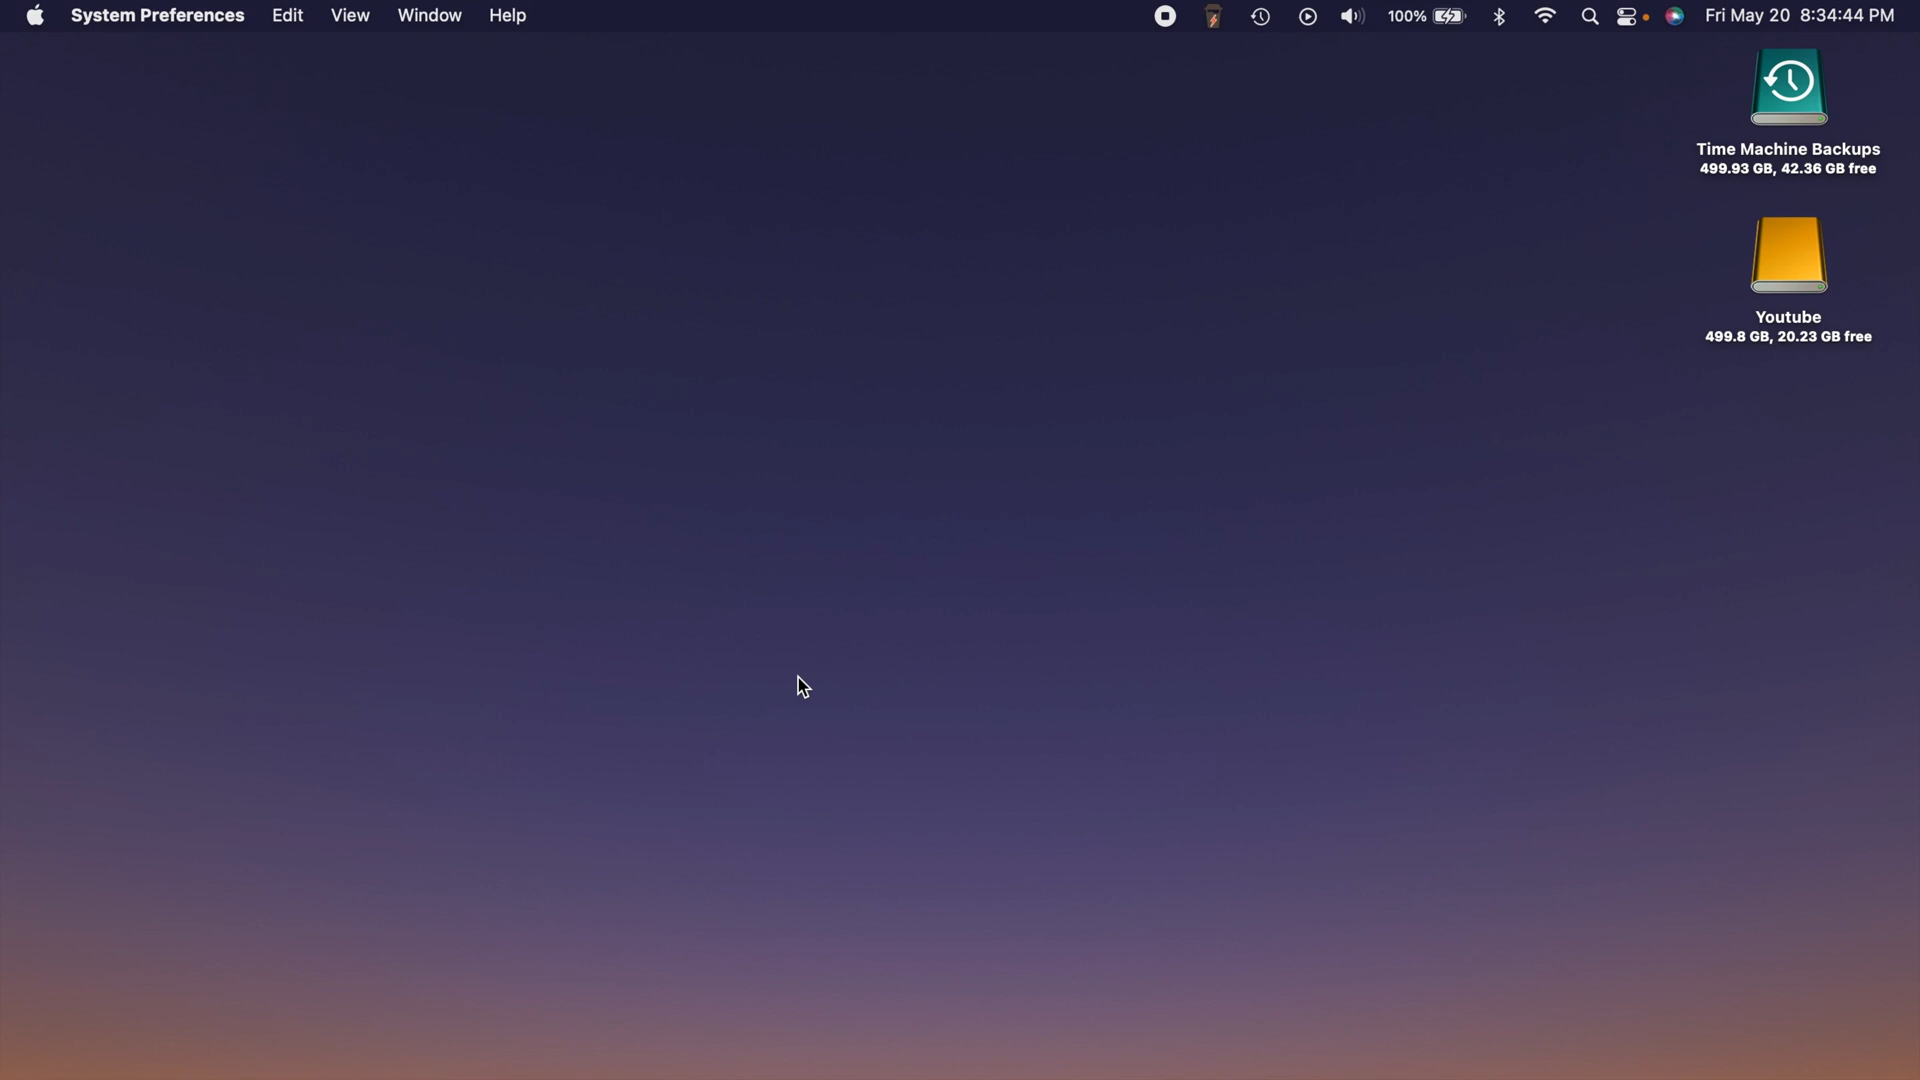 System Preferences Edit View Window Help 100% Fri May 20 8:34:44 PM
Time Machine Backups
499.93 GB, 42.36 GB free
Youtube
499.8 GB, 20.23 GB free